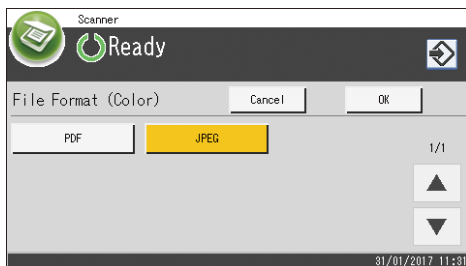 Scanner
Ready
File Format (Color) Cancel OK
PDF JPEG
1/1
31/01/2017 11:31